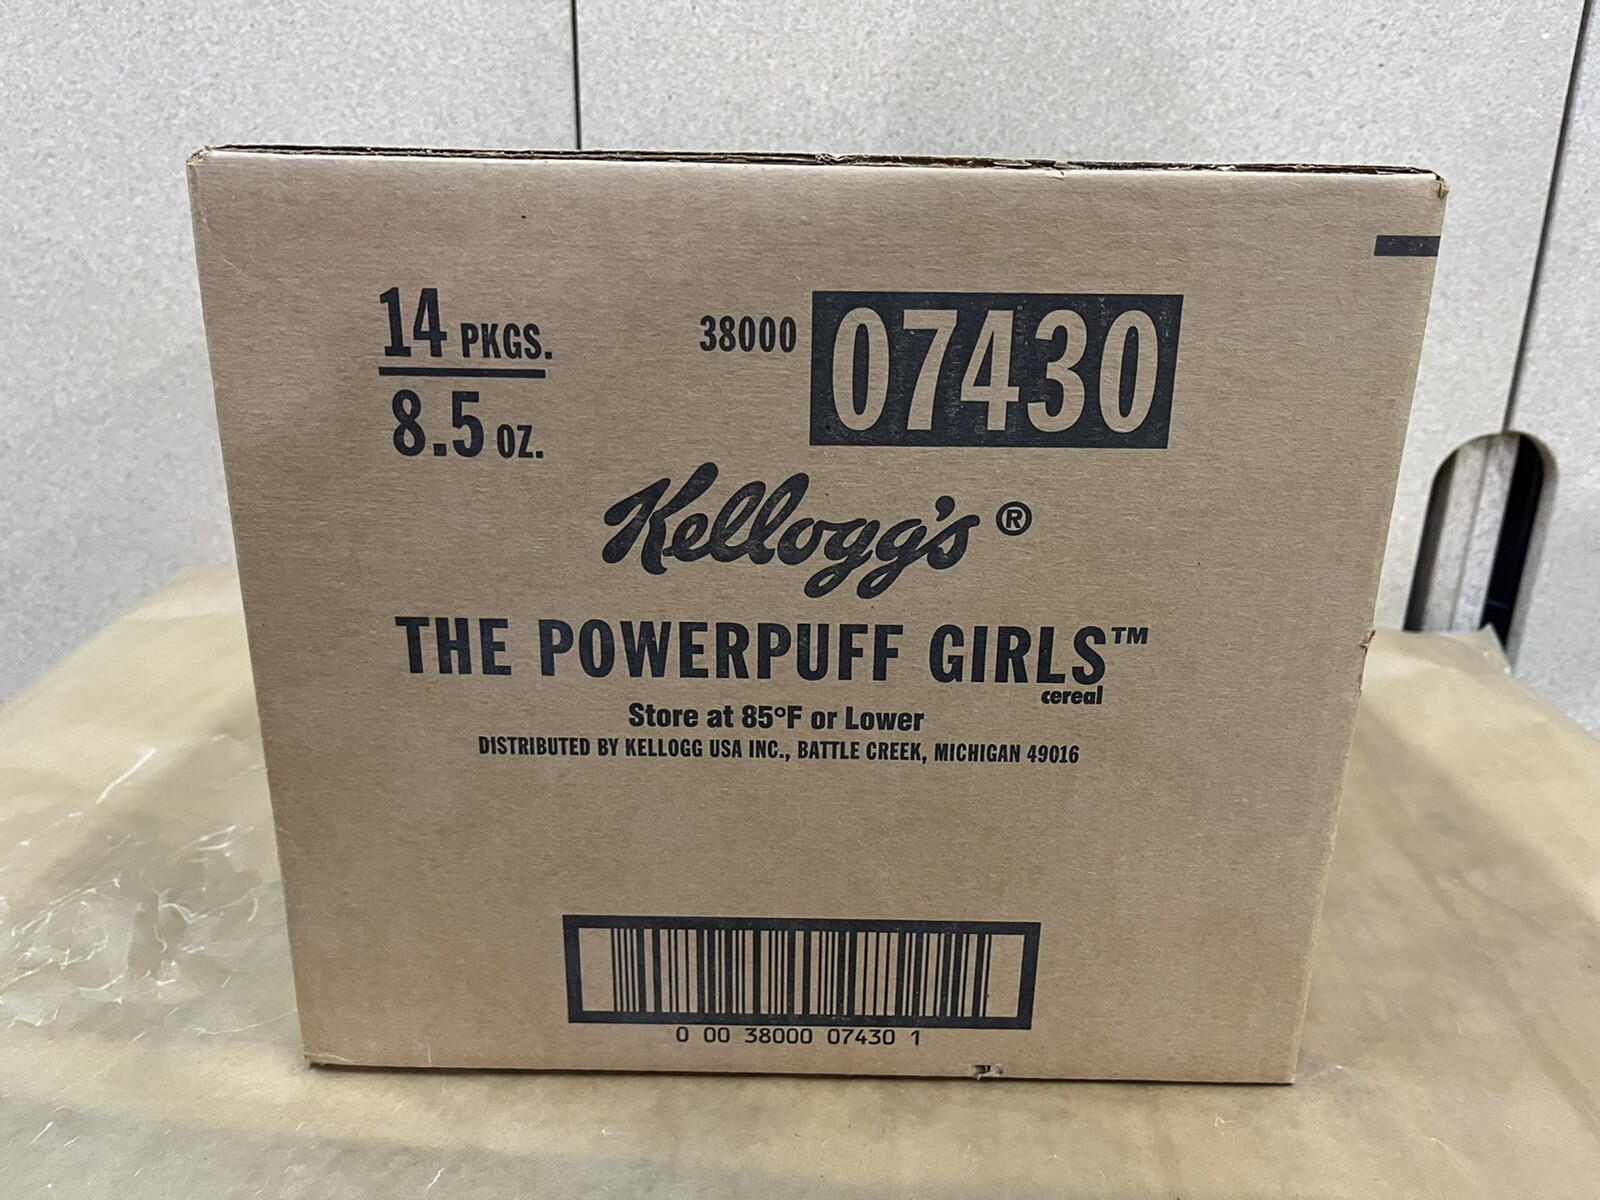 14 PKGS.
8.5 OZ.
38000 07430
Kellogg's®
THE POWERPUFF GIRLS™
cereal
Store at 85°F or Lower
DISTRIBUTED BY KELLOGG USA INC., BATTLE CREEK, MICHIGAN 49016
0 00 38000 07430 1